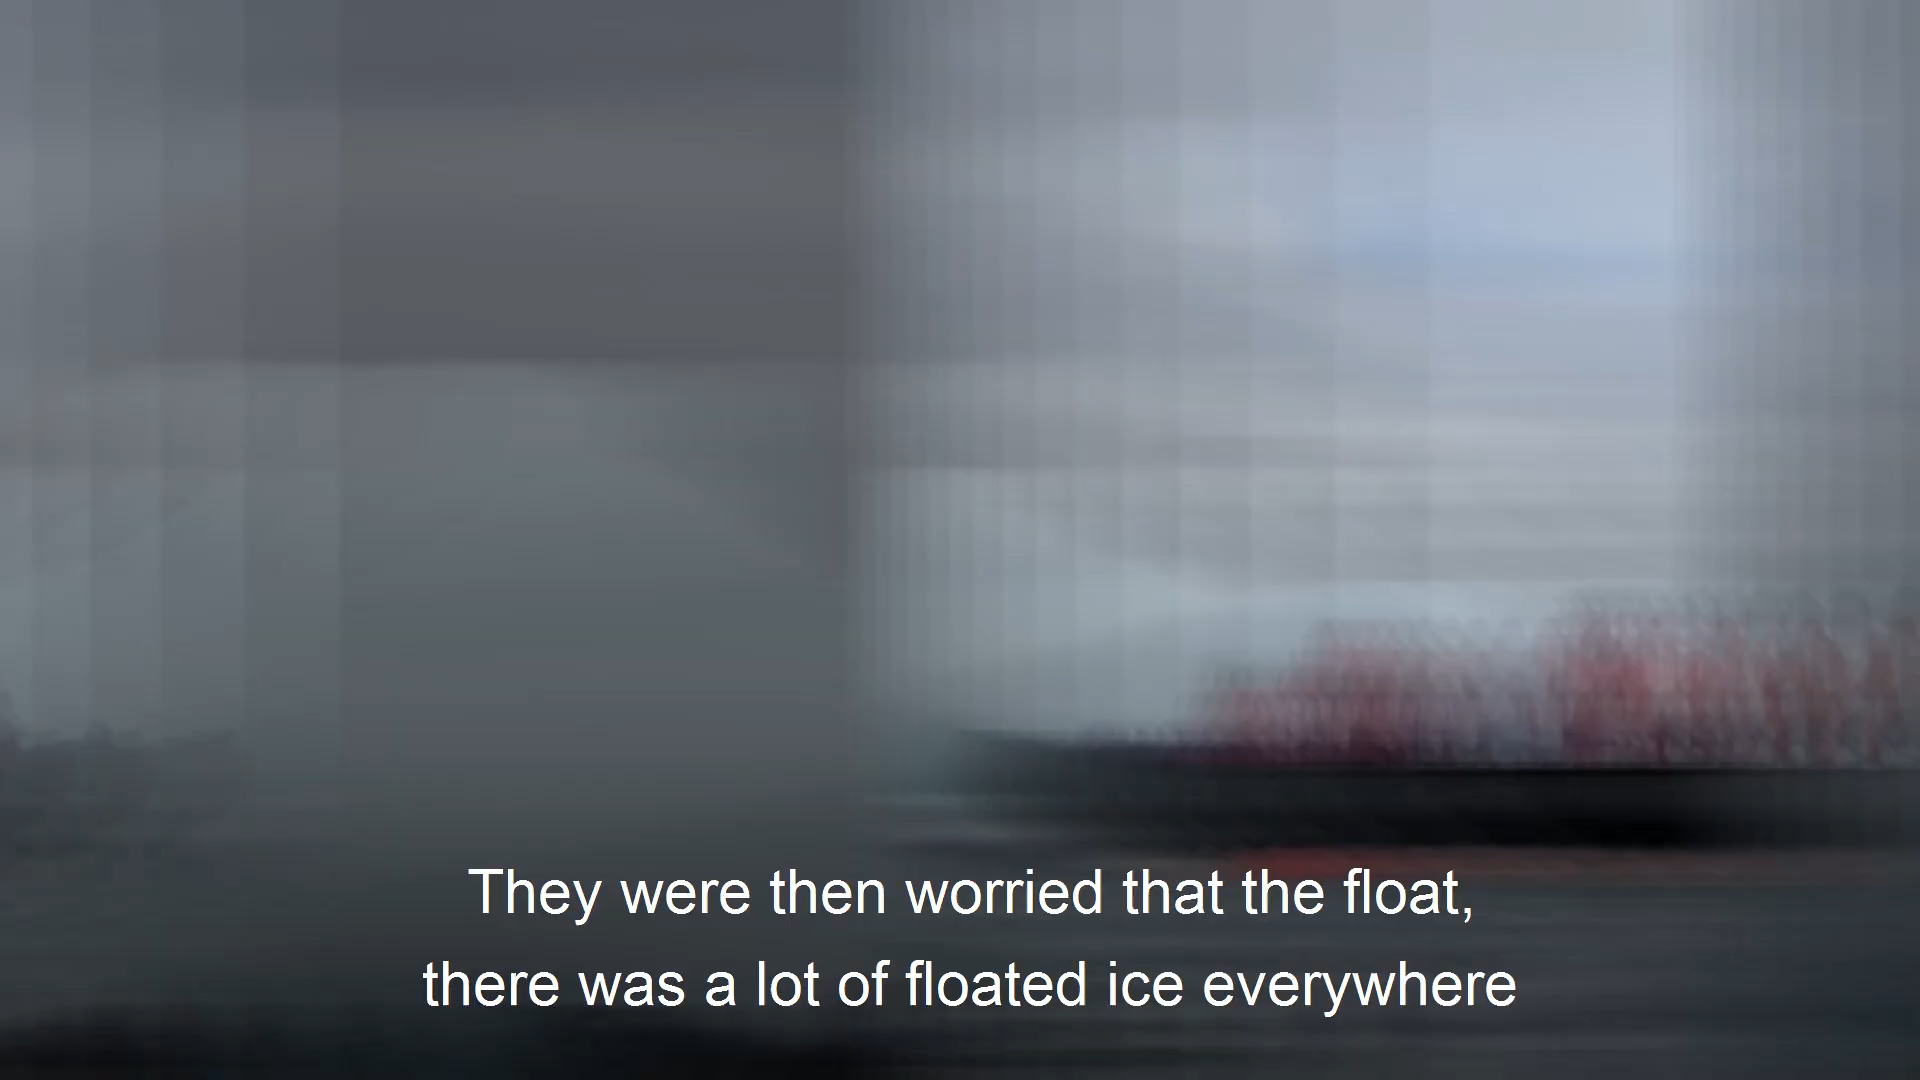 They were then worried that the float,
there was a lot of floated ice everywhere